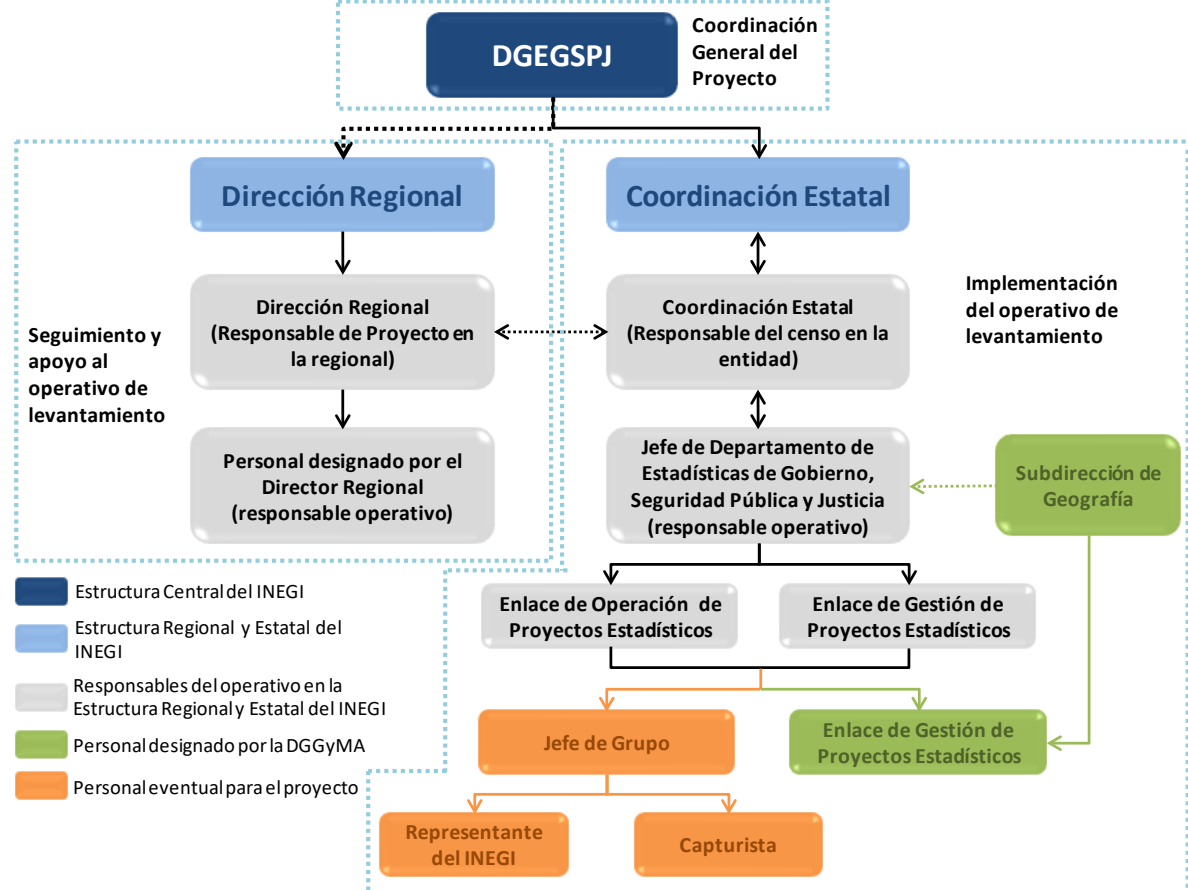 DGEGSPJ
Coordinación
General del
Proyecto
Dirección Regional
Coordinación Estatal
Seguimiento y
apoyo al
operativo de
levantamiento
Dirección Regional
(Responsable de Proyecto en
la regional)
Coordinación Estatal
(Responsable del censo en la
entidad)
Implementación
del operativo de
levantamiento
Personal designado por el
Director Regional
(responsable operativo)
Jefe de Departamento de
Estadísticas de Gobierno,
Seguridad Pública y Justicia
(responsable operativo)
Subdirección de
Geografía
Enlace de Operación de
Proyectos Estadísticos
Enlace de Gestión de
Proyectos Estadísticos
Jefe de Grupo
Enlace de Gestión de
Proyectos Estadísticos
Representante
del INEGI
Capturista
Estructura Central del INEGI
Estructura Regional y Estatal del
INEGI
Responsables del operativo en la
Estructura Regional y Estatal del INEGI
Personal designado por la DGGyMA
Personal eventual para el proyecto